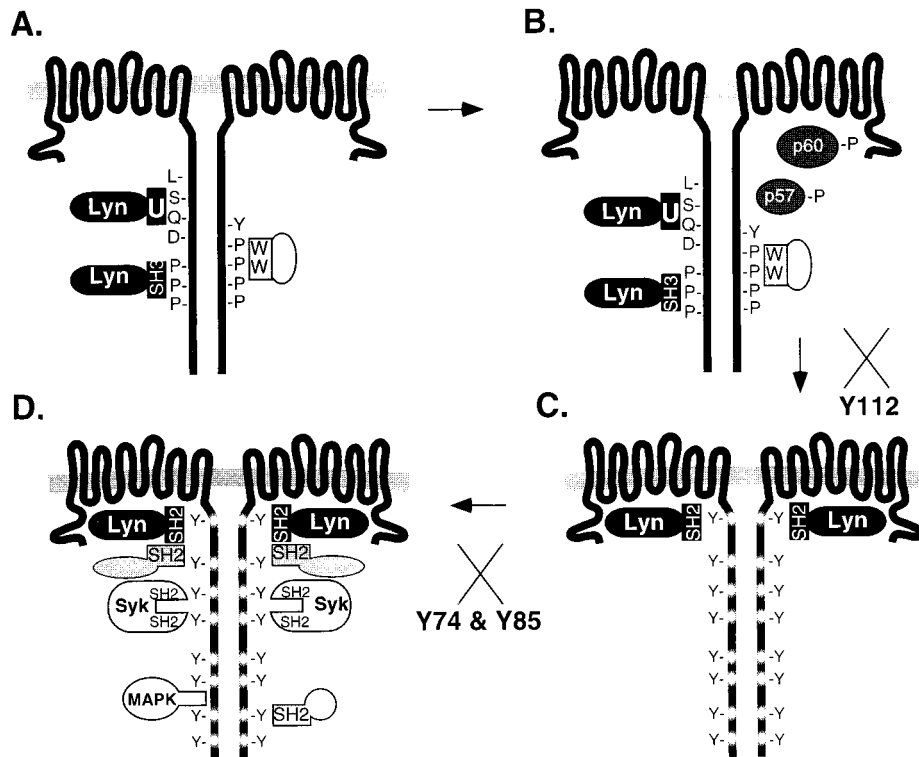 A.
L-
S-
Q-
D-
P-
P-
P-
Lyn U
Lyn SH3
-Y
-P
-P
-P
-P
W
W
B.
p60 -P
p57 -P
L-
S-
Q-
D-
P-
P-
P-
Lyn U
Lyn SH3
-Y
-P
-P
-P
-P
W
W
Y112
D.
Lyn SH2 Y- -Y SH2 Lyn
SH2 Y- -Y SH2
Syk SH2 Y- -Y SH2 Syk
SH2 Y- -Y SH2
Y- -Y
Y- -Y
MAPK
Y- -Y SH2
Y- -Y
Y74 & Y85
C.
Lyn SH2 Y- -Y SH2 Lyn
Y- -Y
Y- -Y
Y- -Y
Y- -Y
Y- -Y
Y- -Y
Y- -Y